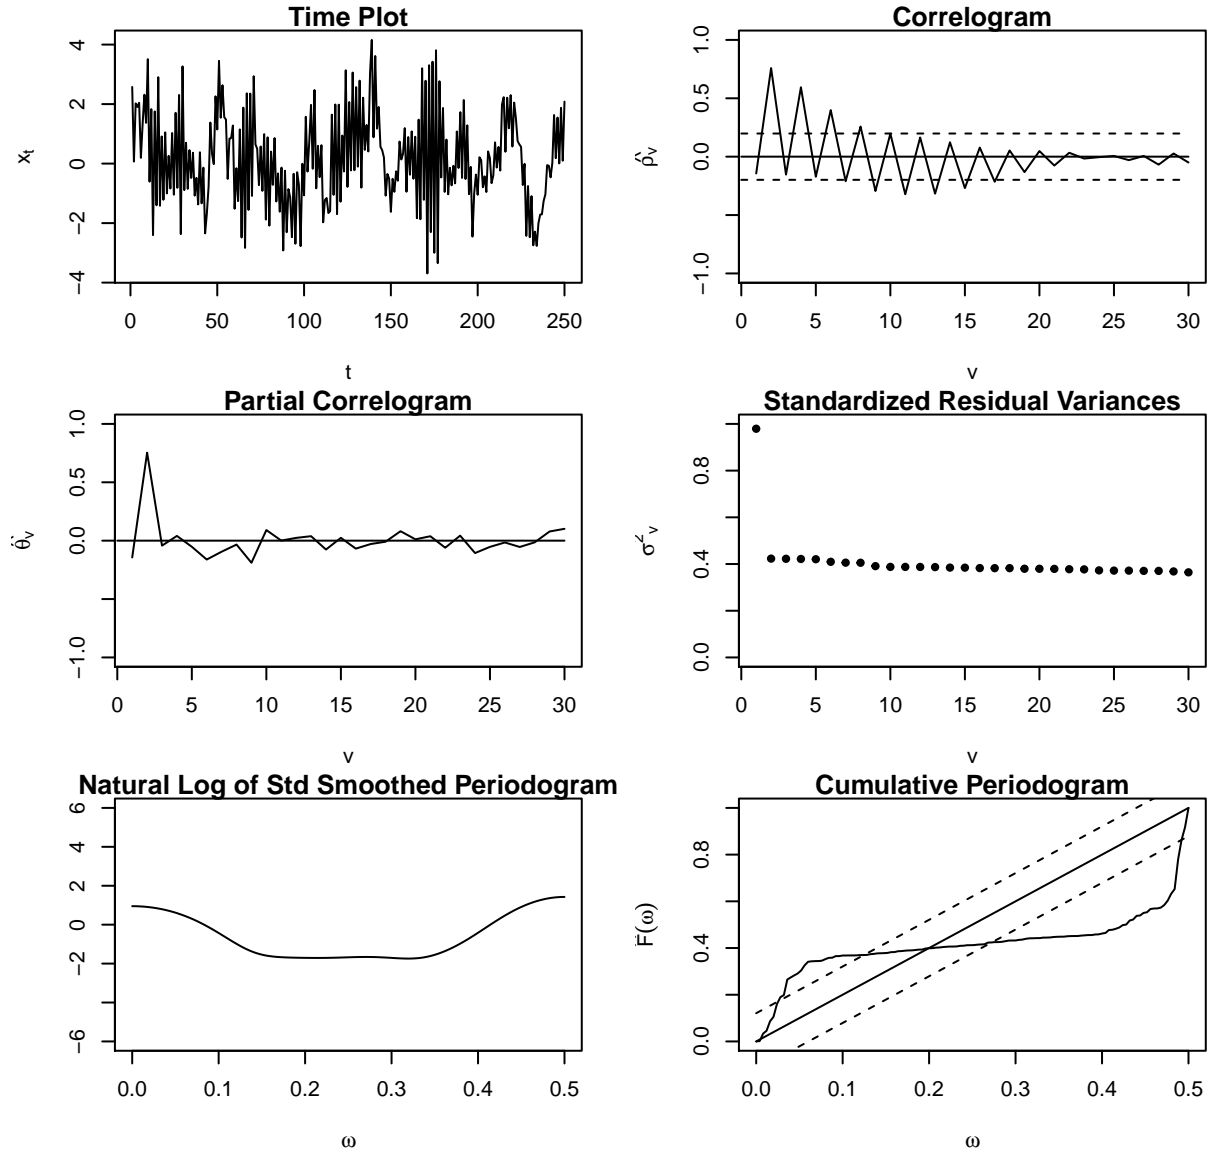 Time Plot
x_t
4
2
0
−2
−4
0 50 100 150 200 250
t
Correlogram
ρ̂_v
1.0
0.5
0.0
−1.0
0 5 10 15 20 25 30
v
Partial Correlogram
θ̂_v
1.0
0.5
0.0
−1.0
0 5 10 15 20 25 30
v
Standardized Residual Variances
σ̂²_v
0.8
0.4
0.0
0 5 10 15 20 25 30
v
Natural Log of Std Smoothed Periodogram
6
4
2
0
−2
−6
0.0 0.1 0.2 0.3 0.4 0.5
ω
Cumulative Periodogram
F̂(ω)
0.8
0.4
0.0
0.0 0.1 0.2 0.3 0.4 0.5
ω